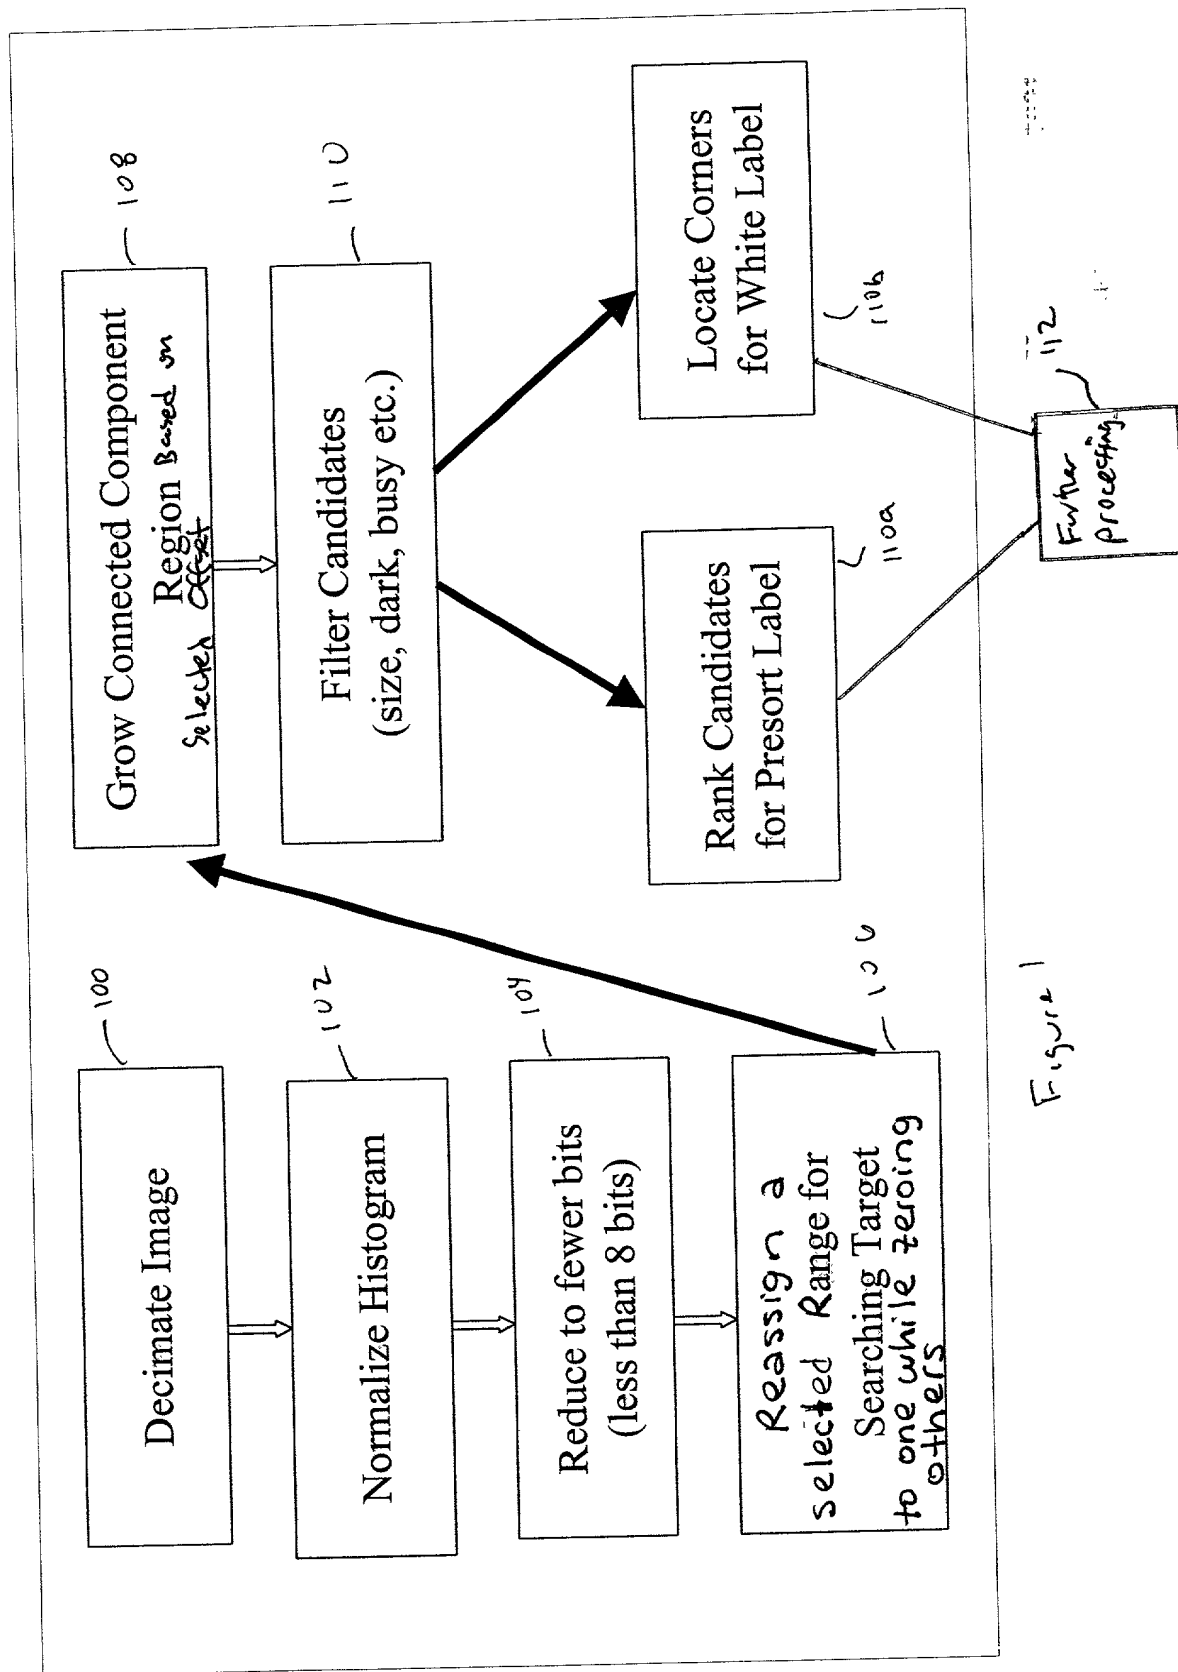 Decimate Image
100
Normalize Histogram
102
Reduce to fewer bits
(less than 8 bits)
104
Reassign a
selected Range for
Searching Target
to one while zeroing
others
106
Grow Connected Component
Region Based on
Selected Offset
108
Filter Candidates
(size, dark, busy etc.)
110
Rank Candidates
for Presort Label
110a
Locate Corners
for White Label
110b
Further
processing
112
Figure 1